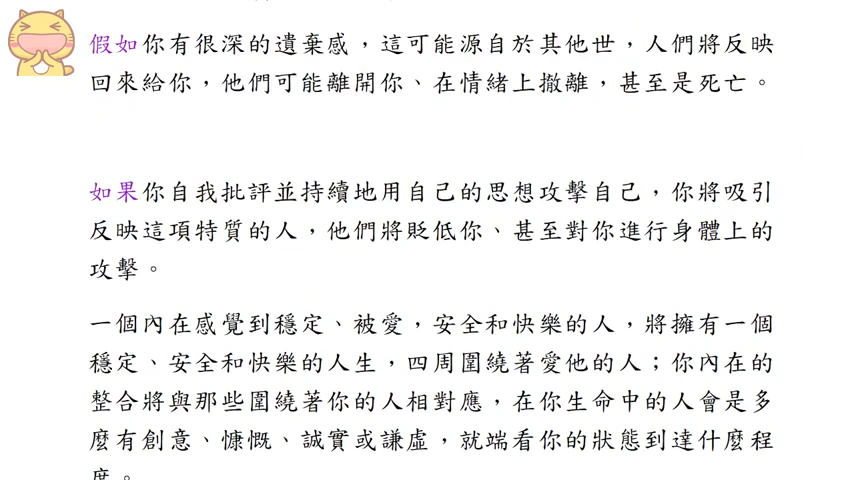 假如你有很深的遺棄感，這可能源自於其他世，人們將反映
回來給你，他們可能離開你、在情緒上撤離，甚至是死亡。
如果你自我批評並持續地用自己的思想攻擊自己，你將吸引
反映這項特質的人，他們將貶低你、甚至對你進行身體上的
攻擊。
一個內在感覺到穩定、被愛，安全和快樂的人，將擁有一個
穩定、安全和快樂的人生，四周圍繞著愛他的人；你內在的
整合將與那些圍繞著你的人相對應，在你生命中的人會是多
麼有創意、慷慨、誠實或謙虛，就端看你的狀態到達什麼程
度。